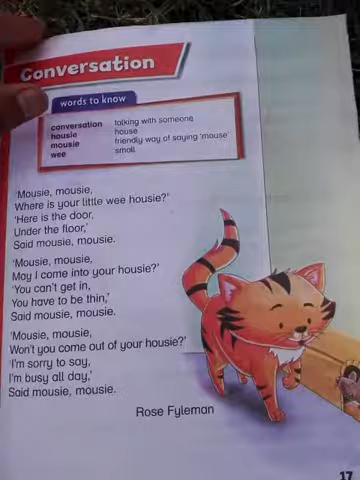 Conversation
words to know
conversation talking with someone
housie house
mousie friendly way of saying 'mouse'
wee small
'Mousie, mousie,
Where is your little wee housie?'
'Here is the door,
Under the floor,'
Said mousie, mousie.
'Mousie, mousie,
May I come into your housie?'
'You can't get in,
You have to be thin,'
Said mousie, mousie.
'Mousie, mousie,
Won't you come out of your housie?'
'I'm sorry to say,
I'm busy all day,'
Said mousie, mousie.
Rose Fyleman
17